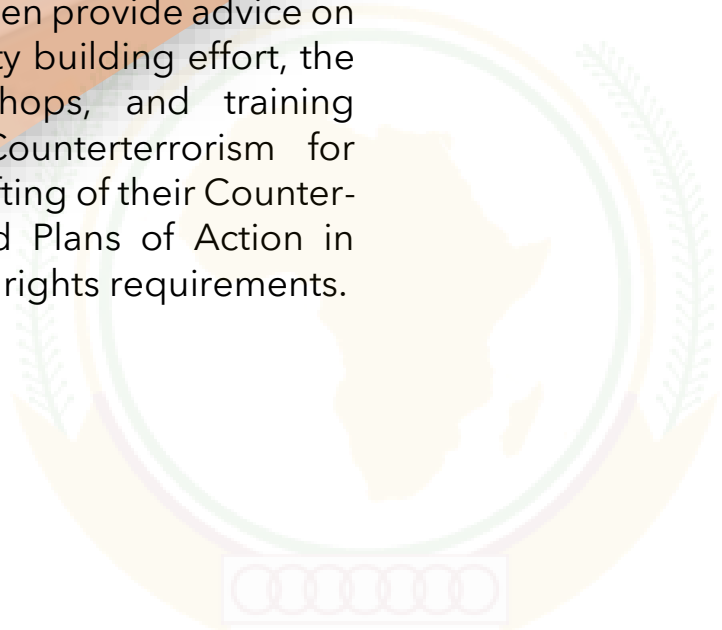 en provide advice on
ty building effort, the
hops, and training
Counterterrorism for
fting of their Counter-
d Plans of Action in
rights requirements.